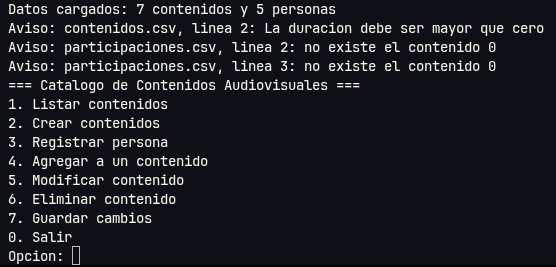 Datos cargados: 7 contenidos y 5 personas
Aviso: contenidos.csv, linea 2: La duracion debe ser mayor que cero
Aviso: participaciones.csv, linea 2: no existe el contenido 0
Aviso: participaciones.csv, linea 3: no existe el contenido 0
=== Catalogo de Contenidos Audiovisuales ===
1. Listar contenidos
2. Crear contenidos
3. Registrar persona
4. Agregar a un contenido
5. Modificar contenido
6. Eliminar contenido
7. Guardar cambios
0. Salir
Opcion: